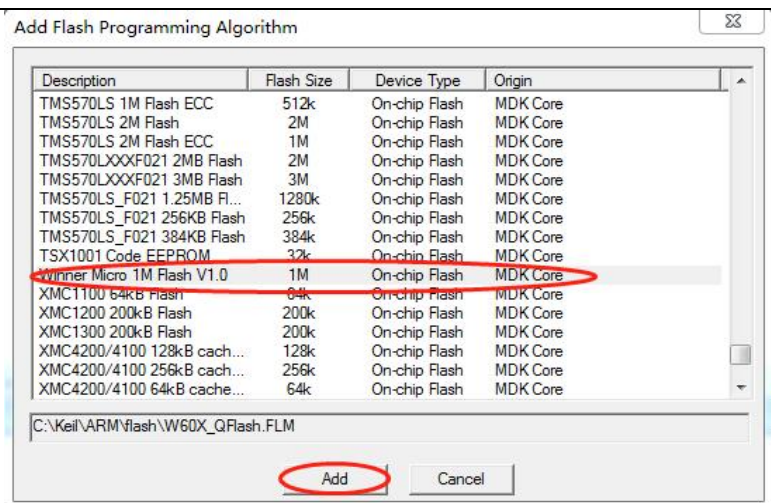 Add Flash Programming Algorithm
Description Flash Size Device Type Origin
TMS570LS 1M Flash ECC 512k On-chip Flash MDK Core
TMS570LS 2M Flash 2M On-chip Flash MDK Core
TMS570LS 2M Flash ECC 1M On-chip Flash MDK Core
TMS570LXXXF021 2MB Flash 2M On-chip Flash MDK Core
TMS570LXXXF021 3MB Flash 3M On-chip Flash MDK Core
TMS570LS_F021 1.25MB Fl... 1280k On-chip Flash MDK Core
TMS570LS_F021 256KB Flash 256k On-chip Flash MDK Core
TMS570LS_F021 384KB Flash 384k On-chip Flash MDK Core
TSX1001 Code EEPROM 32k On-chip Flash MDK Core
Winner Micro 1M Flash V1.0 1M On-chip Flash MDK Core
XMC1100 64kB Flash 64k On-chip Flash MDK Core
XMC1200 200kB Flash 200k On-chip Flash MDK Core
XMC1300 200kB Flash 200k On-chip Flash MDK Core
XMC4200/4100 128kB cach... 128k On-chip Flash MDK Core
XMC4200/4100 256kB cach... 256k On-chip Flash MDK Core
XMC4200/4100 64kB cache... 64k On-chip Flash MDK Core
C:\Keil\ARM\flash\W60X_QFlash.FLM
Add Cancel